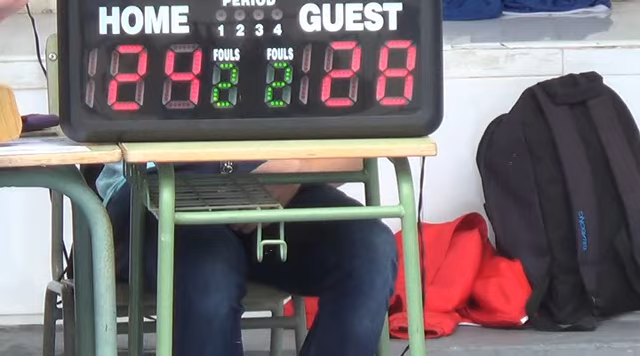 PERIOD
HOME GUEST
1 2 3 4
FOULS FOULS
24 2 2 28